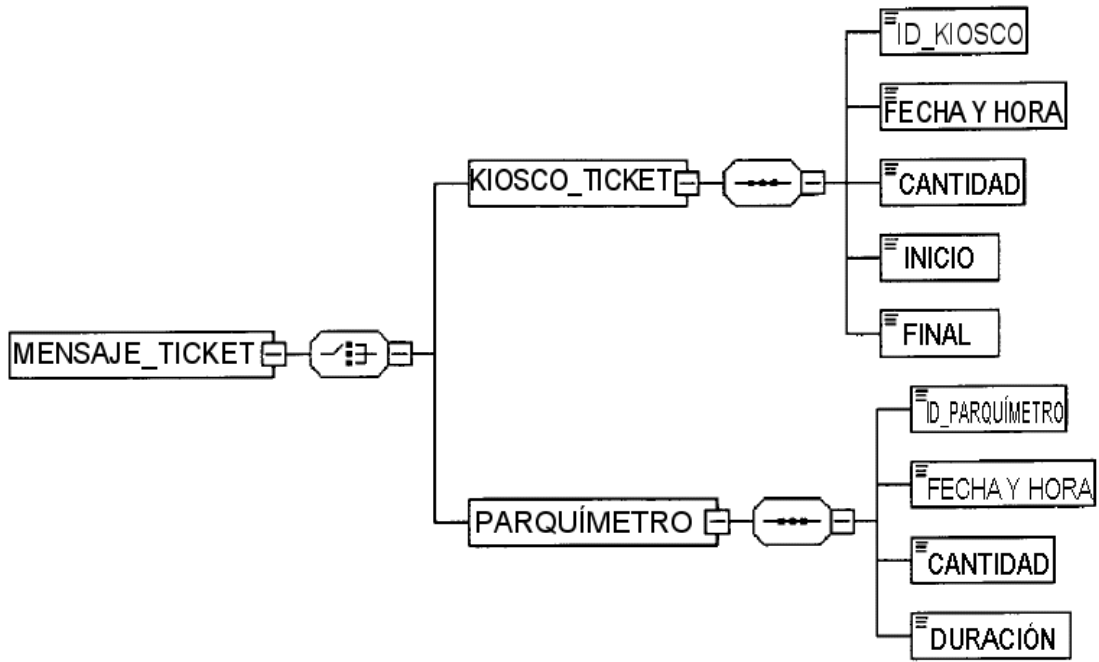 ID_KIOSCO
FECHA Y HORA
KIOSCO_TICKET
CANTIDAD
INICIO
FINAL
MENSAJE_TICKET
ID_PARQUÍMETRO
FECHA Y HORA
PARQUÍMETRO
CANTIDAD
DURACIÓN